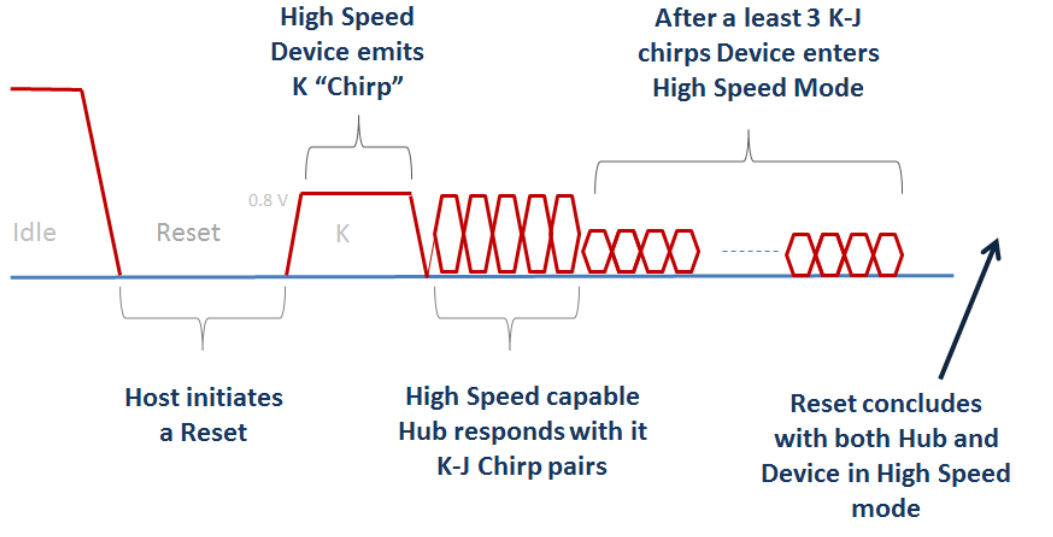 High Speed
Device emits
K “Chirp”
After a least 3 K-J
chirps Device enters
High Speed Mode
0.8 V
Idle
Reset
K
Host initiates
a Reset
High Speed capable
Hub responds with it
K-J Chirp pairs
Reset concludes
with both Hub and
Device in High Speed
mode